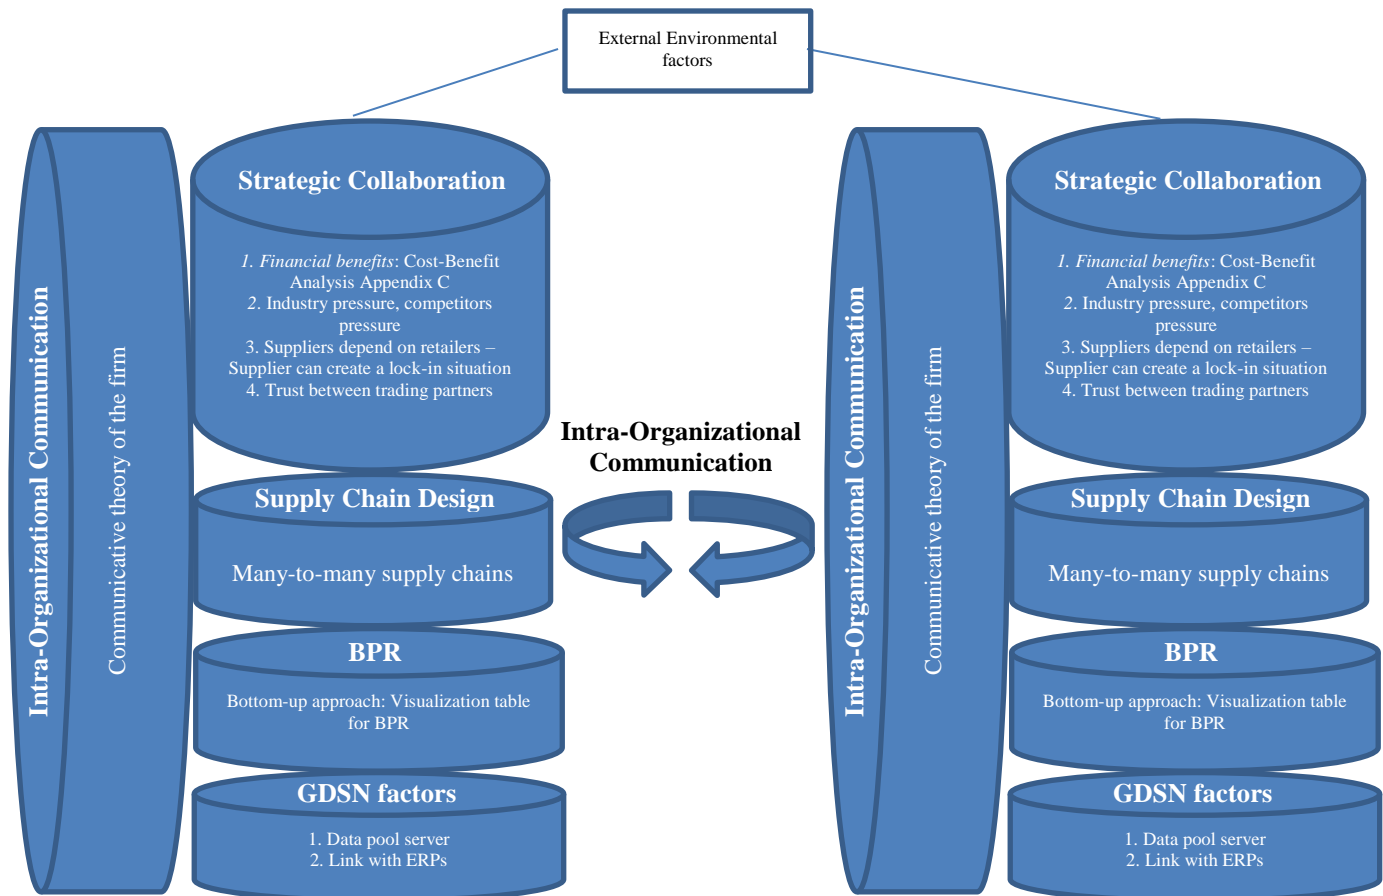 External Environmental
factors
Intra-Organizational Communication
Communicative theory of the firm
Strategic Collaboration
1. Financial benefits: Cost-Benefit
Analysis Appendix C
2. Industry pressure, competitors
pressure
3. Suppliers depend on retailers –
Supplier can create a lock-in situation
4. Trust between trading partners
Supply Chain Design
Many-to-many supply chains
BPR
Bottom-up approach: Visualization table
for BPR
GDSN factors
1. Data pool server
2. Link with ERPs
Intra-Organizational
Communication
Intra-Organizational Communication
Communicative theory of the firm
Strategic Collaboration
1. Financial benefits: Cost-Benefit
Analysis Appendix C
2. Industry pressure, competitors
pressure
3. Suppliers depend on retailers –
Supplier can create a lock-in situation
4. Trust between trading partners
Supply Chain Design
Many-to-many supply chains
BPR
Bottom-up approach: Visualization table
for BPR
GDSN factors
1. Data pool server
2. Link with ERPs